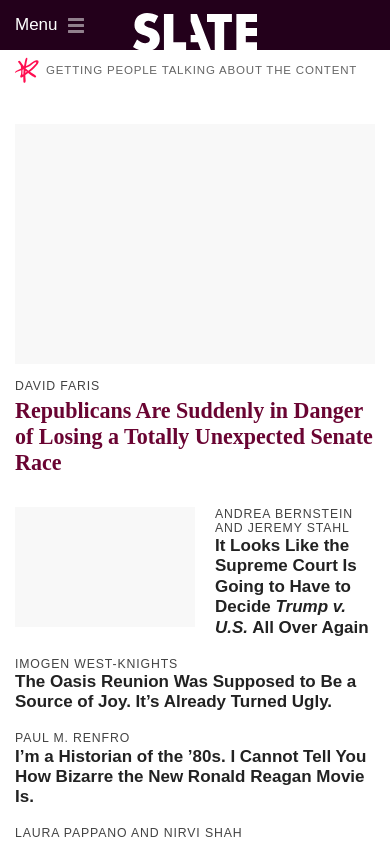 Menu
SLATE
GETTING PEOPLE TALKING ABOUT THE CONTENT
DAVID FARIS
Republicans Are Suddenly in Danger
of Losing a Totally Unexpected Senate
Race
ANDREA BERNSTEIN
AND JEREMY STAHL
It Looks Like the
Supreme Court Is
Going to Have to
Decide Trump v.
U.S. All Over Again
IMOGEN WEST-KNIGHTS
The Oasis Reunion Was Supposed to Be a
Source of Joy. It’s Already Turned Ugly.
PAUL M. RENFRO
I’m a Historian of the ’80s. I Cannot Tell You
How Bizarre the New Ronald Reagan Movie
Is.
LAURA PAPPANO AND NIRVI SHAH